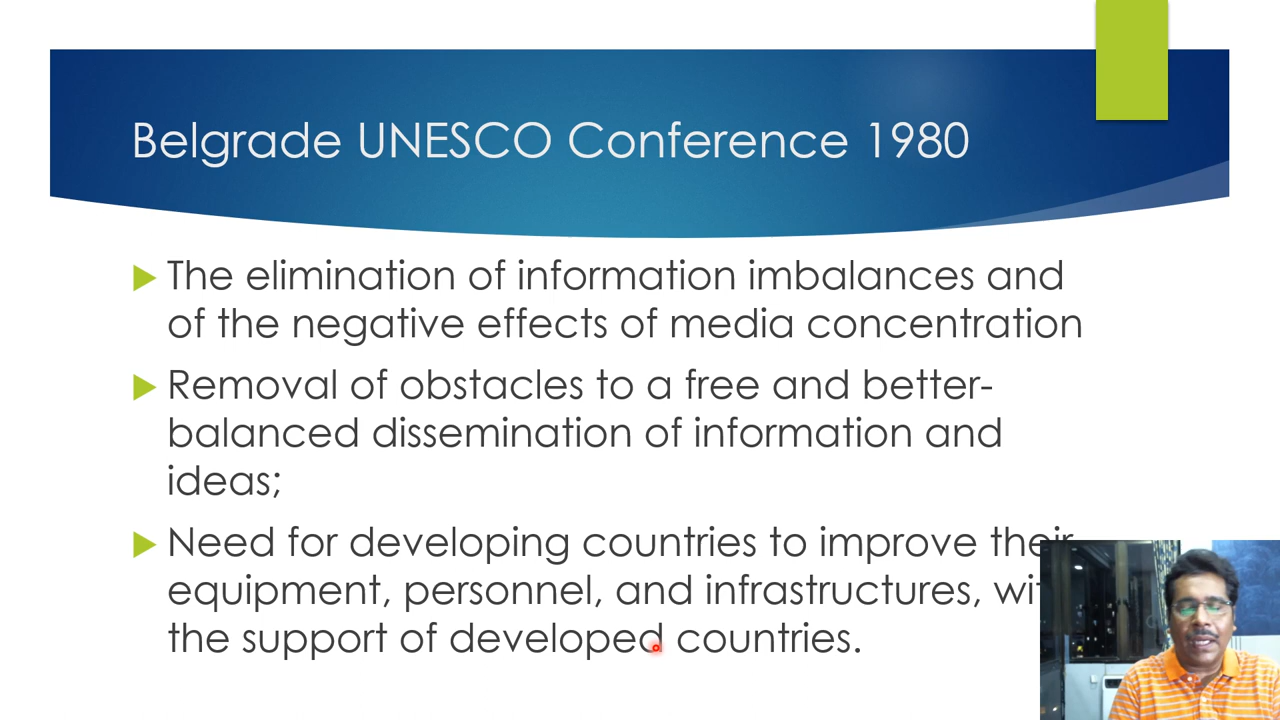 Belgrade UNESCO Conference 1980
The elimination of information imbalances and
of the negative effects of media concentration
Removal of obstacles to a free and better-
balanced dissemination of information and
ideas;
Need for developing countries to improve their
equipment, personnel, and infrastructures, wi
the support of developed countries.